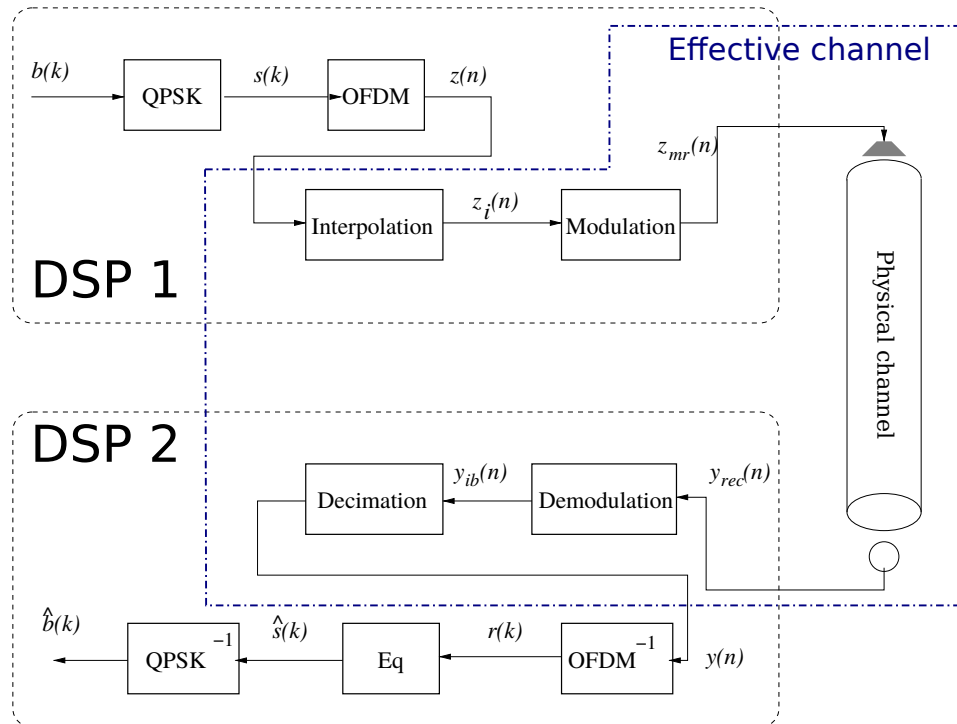 Effective channel
b(k)
QPSK
s(k)
OFDM
z(n)
z_mr(n)
Interpolation
z_i(n)
Modulation
DSP 1
Physical channel
DSP 2
Decimation
y_ib(n)
Demodulation
y_rec(n)
b̂(k)
QPSK⁻¹
ŝ(k)
Eq
r(k)
OFDM⁻¹
y(n)